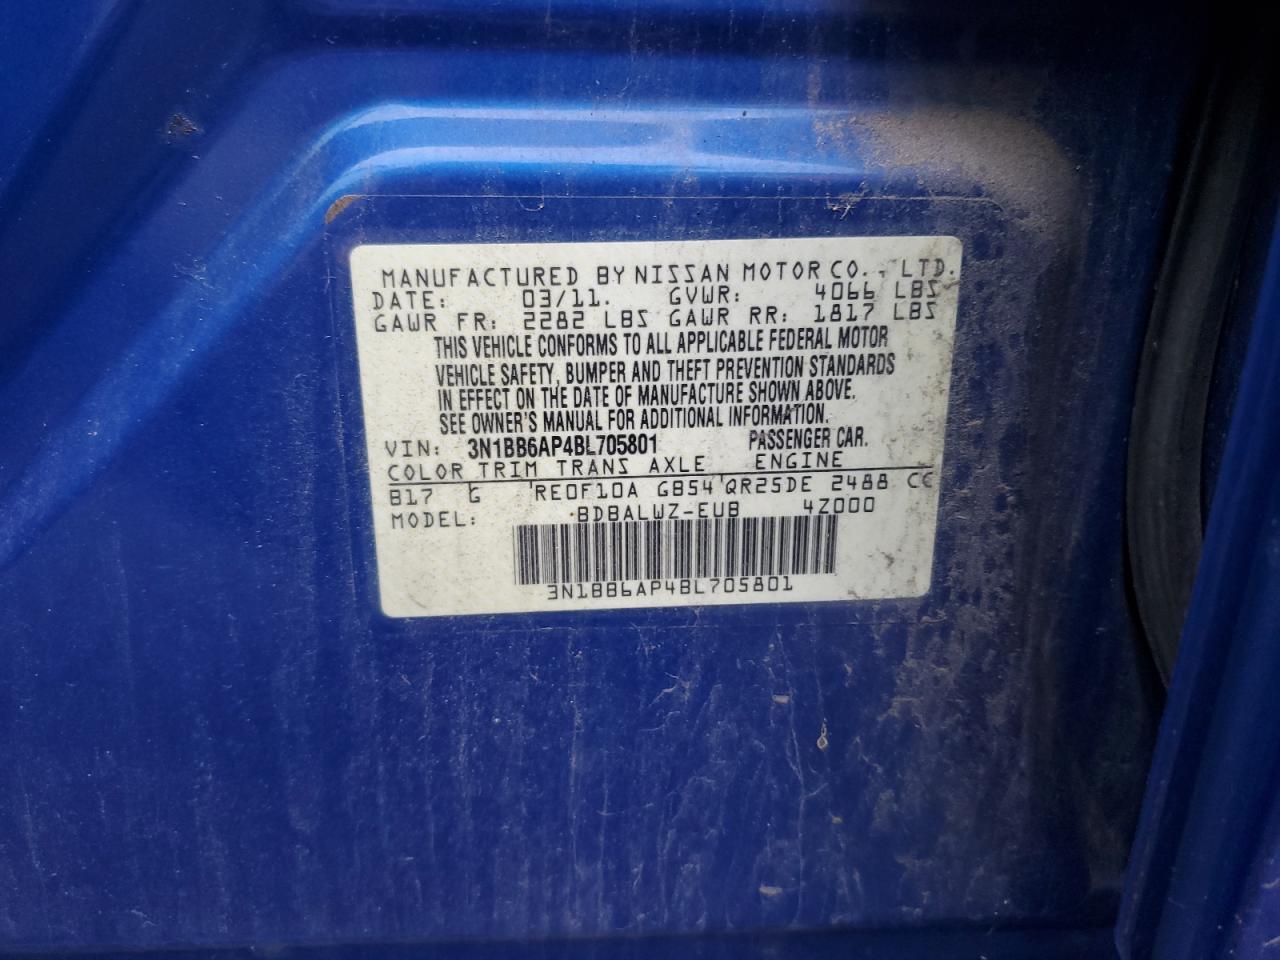 MANUFACTURED BY NISSAN MOTOR CO., LTD.
DATE: 03/11. GVWR: 4066 LBS
GAWR FR: 2282 LBS GAWR RR: 1817 LBS
THIS VEHICLE CONFORMS TO ALL APPLICABLE FEDERAL MOTOR
VEHICLE SAFETY, BUMPER AND THEFT PREVENTION STANDARDS
IN EFFECT ON THE DATE OF MANUFACTURE SHOWN ABOVE.
SEE OWNER'S MANUAL FOR ADDITIONAL INFORMATION.
VIN: 3N1BB6AP4BL705801 PASSENGER CAR.
COLOR TRIM TRANS AXLE ENGINE
B17 G RE0F10A GB54 QR25DE 2488 CC
MODEL: BDBALWZ-EUB 4Z000
3N1BB6AP4BL705801